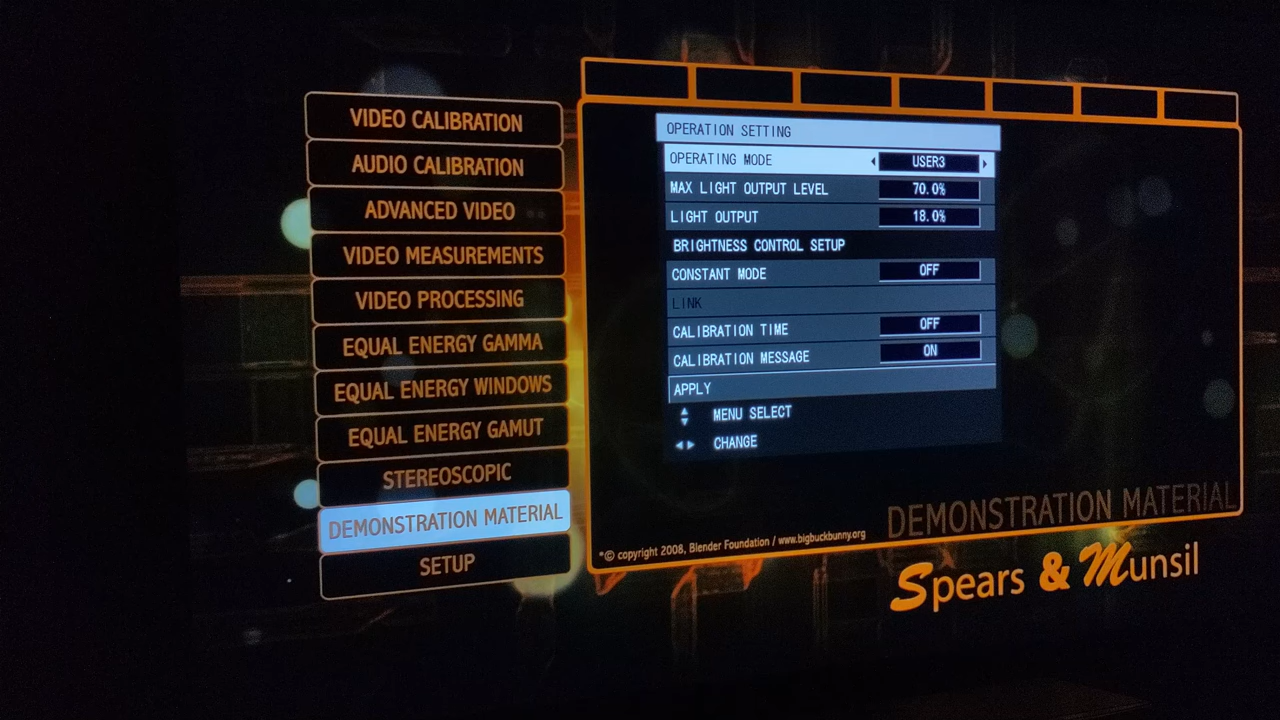 VIDEO CALIBRATION
AUDIO CALIBRATION
ADVANCED VIDEO
VIDEO MEASUREMENTS
VIDEO PROCESSING
EQUAL ENERGY GAMMA
EQUAL ENERGY WINDOWS
EQUAL ENERGY GAMUT
STEREOSCOPIC
DEMONSTRATION MATERIAL
SETUP
OPERATION SETTING
OPERATING MODE USER3
MAX LIGHT OUTPUT LEVEL 70.0%
LIGHT OUTPUT 18.0%
BRIGHTNESS CONTROL SETUP
CONSTANT MODE OFF
LINK
CALIBRATION TIME OFF
CALIBRATION MESSAGE ON
APPLY
MENU SELECT
CHANGE
DEMONSTRATION MATERIAL
*© copyright 2008, Blender Foundation / www.bigbuckbunny.org
Spears & Munsil